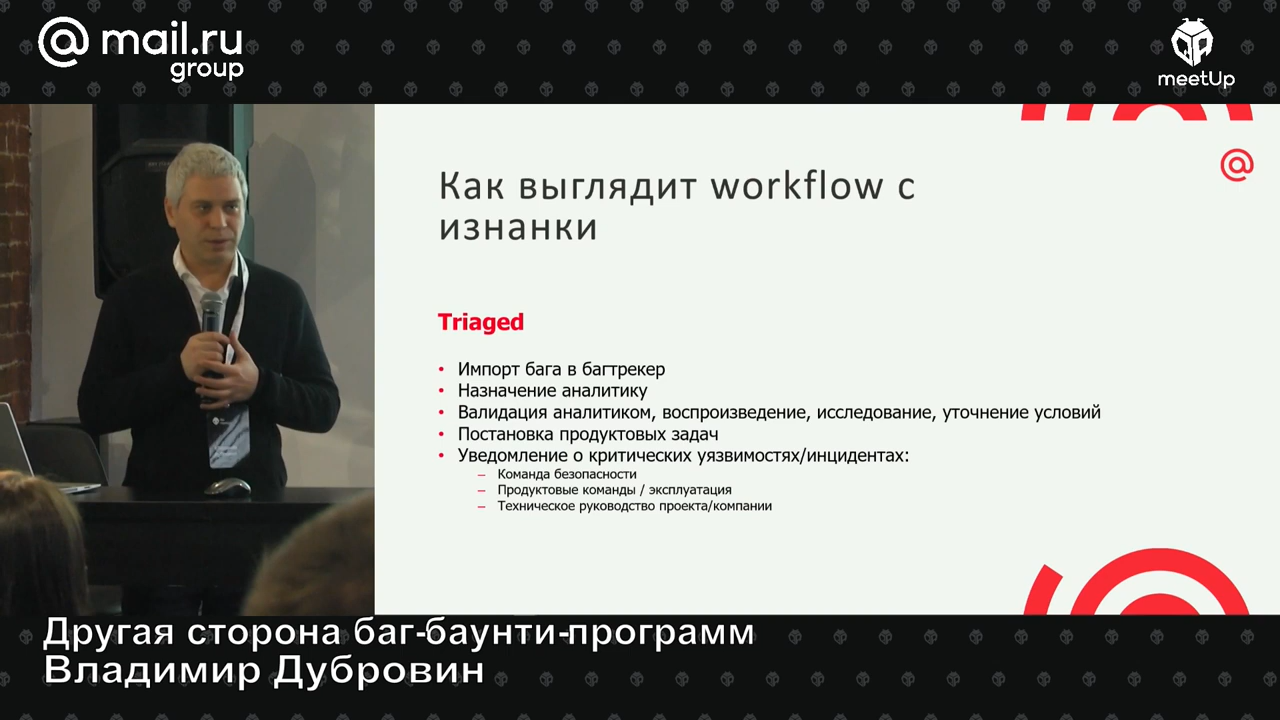 @mail.ru
group
meetUp
Как выглядит workflow с
изнанки
Triaged
• Импорт бага в багтрекер
• Назначение аналитику
• Валидация аналитиком, воспроизведение, исследование, уточнение условий
• Постановка продуктовых задач
• Уведомление о критических уязвимостях/инцидентах:
– Команда безопасности
– Продуктовые команды / эксплуатация
– Техническое руководство проекта/компании
Другая сторона баг-баунти-программ
Владимир Дубровин